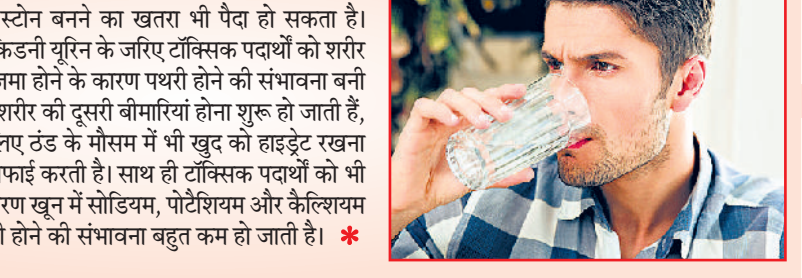 स्टोन बनने का खतरा भी पैदा हो सकता है।
किडनी यूरिन के जरिए टॉक्सिक पदार्थों को शरीर
जमा होने के कारण पथरी होने की संभावना बनी
शरीर की दूसरी बीमारियां होना शुरू हो जाती हैं,
ठंड के मौसम में भी खुद को हाइड्रेट रखना
करती है। साथ ही टॉक्सिक पदार्थों को भी
खून में सोडियम, पोटैशियम और कैल्शियम
होने की संभावना बहुत कम हो जाती है। *